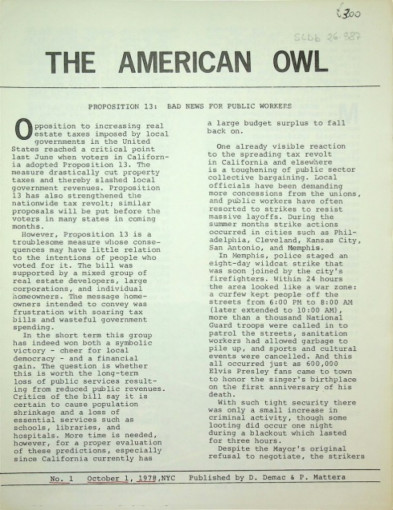 300
THE AMERICAN OWL
PROPOSITION 13: BAD NEWS FOR PUBLIC WORKERS
Opposition to increasing real
estate taxes imposed by local
governments in the United
States reached a critical point
last June when voters in Californ-
ia adopted Proposition 13. The
measure drastically cut property
taxes and thereby slashed local
government revenues. Proposition
13 has also strengthened the
nationwide tax revolt; similar
proposals will be put before the
voters in many states in coming
months.
However, Proposition 13 is a
troublesome measure whose conse-
quences may have little relation
to the intentions of people who
voted for it. The bill was
supported by a mixed group of
real estate developers, large
corporations, and individual
homeowners. The message home-
owners intended to convey was
frustration with soaring tax
bills and wasteful government
spending.
In the short term this group
has indeed won both a symbolic
victory - cheer for local
democracy - and a financial
gain. The question is whether
this is worth the long-term
loss of public services result-
ing from reduced public revenues.
Critics of the bill say it is
certain to cause population
shrinkage and a loss of
essential services such as
schools, libraries, and
hospitals. More time is needed,
however, for a proper evaluation
of these predictions, especially
since California currently has
a large budget surplus to fall
back on.
One already visible reaction
to the spreading tax revolt
in California and elsewhere
is a toughening of public sector
collective bargaining. Local
officials have been demanding
more concessions from the unions,
and public workers have often
resorted to strikes to resist
massive layoffs. During the
summer months strike actions
occurred in cities such as Phil-
adelphia, Cleveland, Kansas City,
San Antonio, and Memphis.
In Memphis, police staged an
eight-day wildcat strike that
was soon joined by the city's
firefighters. Within 24 hours
the area looked like a war zone:
a curfew kept people off the
streets from 6:00 PM to 8:00 AM
(later extended to 10:00 AM),
more than a thousand National
Guard troops were called in to
patrol the streets, sanitation
workers had allowed garbage to
pile up, and sports and cultural
events were cancelled. And this
all occurred just as 600,000
Elvis Presley fans came to town
to honor the singer's birthplace
on the first anniversary of his
death.
With such tight security there
was only a small increase in
criminal activity, though some
looting did occur one night
during a blackout which lasted
for three hours.
Despite the Mayor's original
refusal to negotiate, the strikers
No. 1 October 1, 1978,NYC Published by D. Demac & P. Mattera